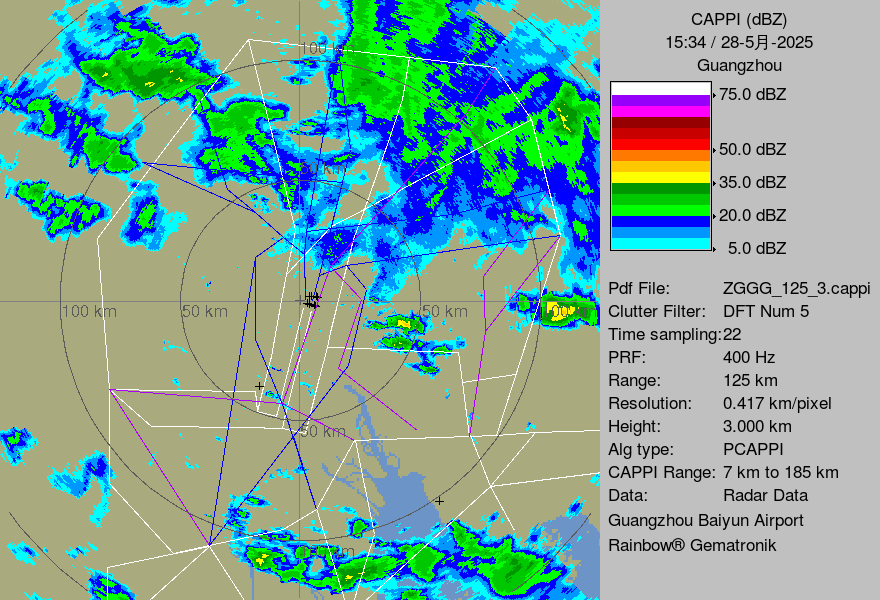 CAPPI (dBZ)
15:34 / 28-5月-2025
Guangzhou
75.0 dBZ
50.0 dBZ
35.0 dBZ
20.0 dBZ
5.0 dBZ
Pdf File: ZGGG_125_3.cappi
Clutter Filter: DFT Num 5
Time sampling:22
PRF: 400 Hz
Range: 125 km
Resolution: 0.417 km/pixel
Height: 3.000 km
Alg type: PCAPPI
CAPPI Range: 7 km to 185 km
Data: Radar Data
Guangzhou Baiyun Airport
Rainbow® Gematronik
100 km
50 km
100 km
50 km
50 km
50 km